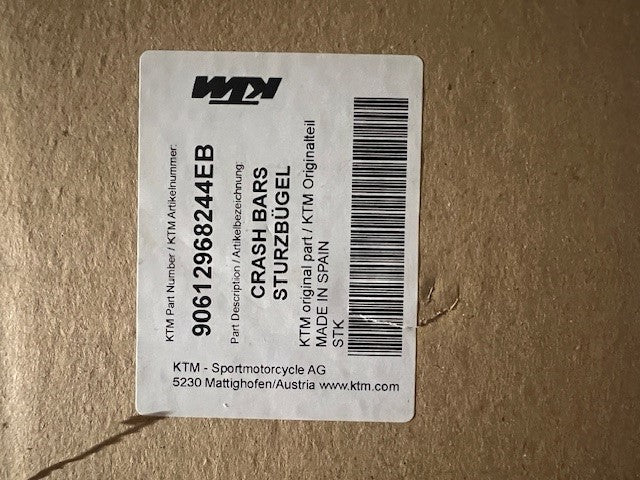 KTM
KTM Part Number / KTM Artikelnummer:
90612968244EB
Part Description / Artikelbezeichnung:
CRASH BARS
STURZBÜGEL
KTM original part / KTM Originalteil
MADE IN SPAIN
STK
KTM - Sportmotorcycle AG
5230 Mattighofen/Austria www.ktm.com